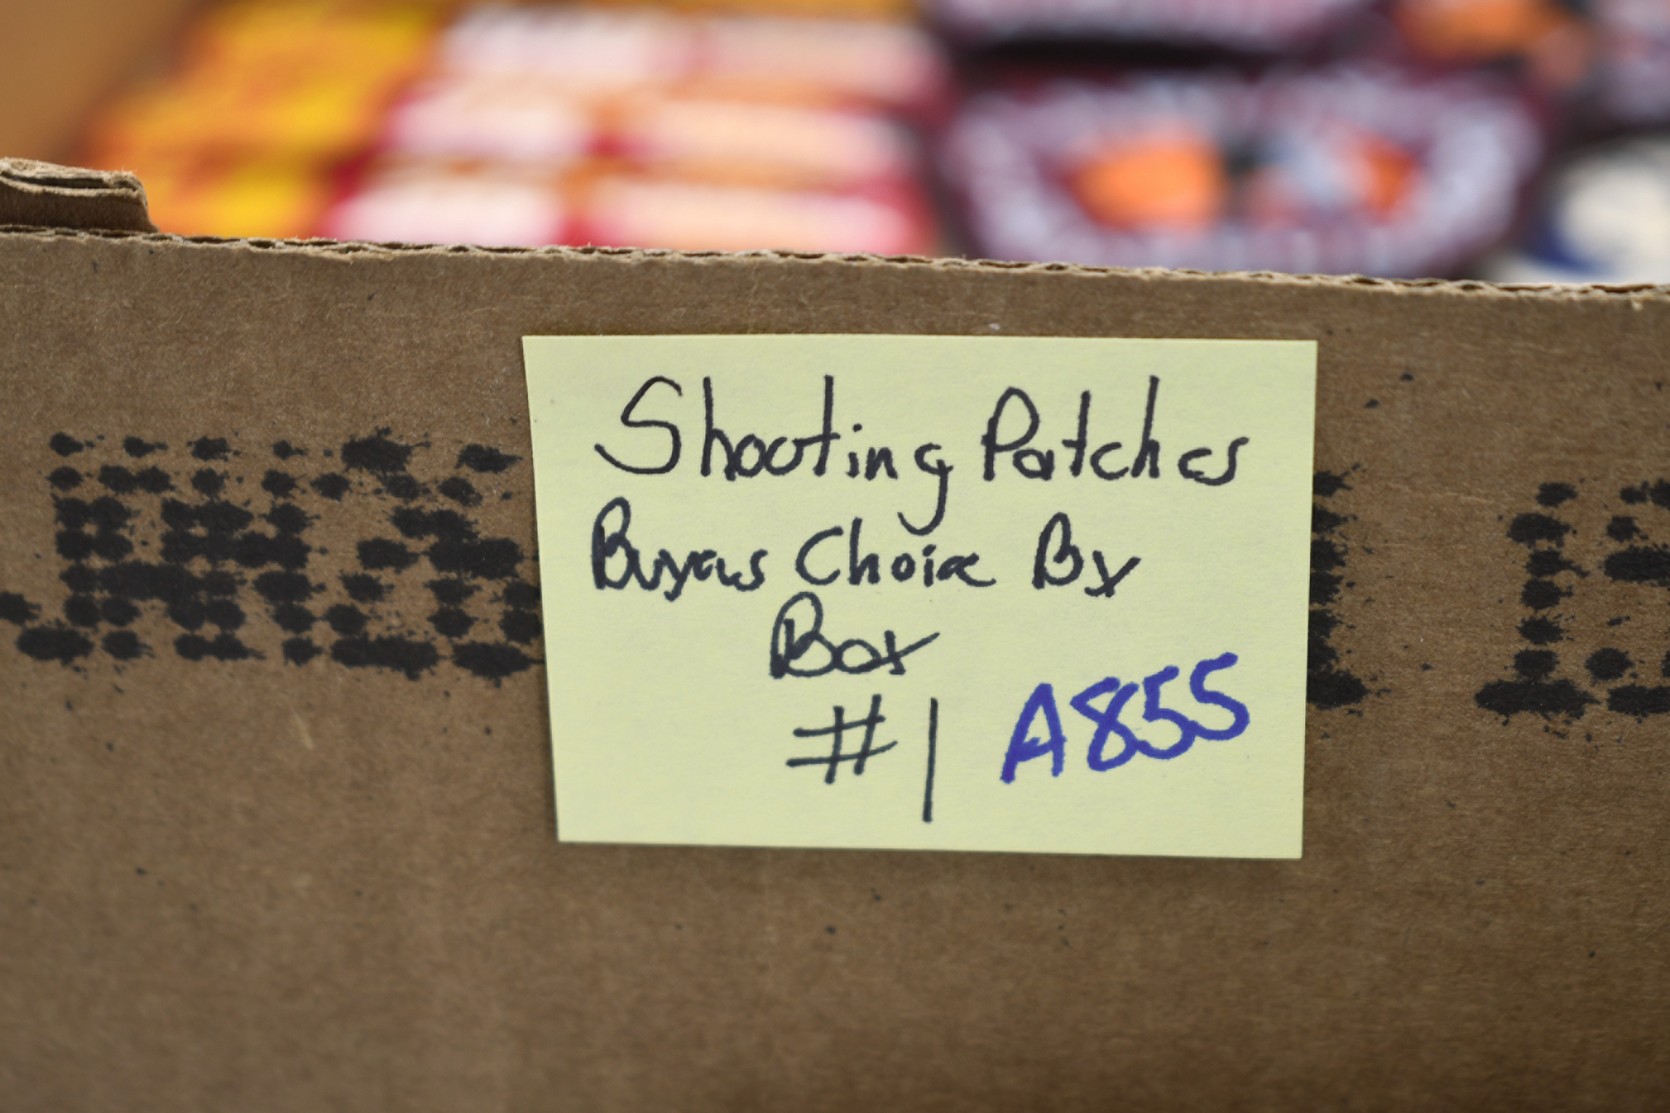 Shooting Patches
Buyers Choice By
Box
#1 A855